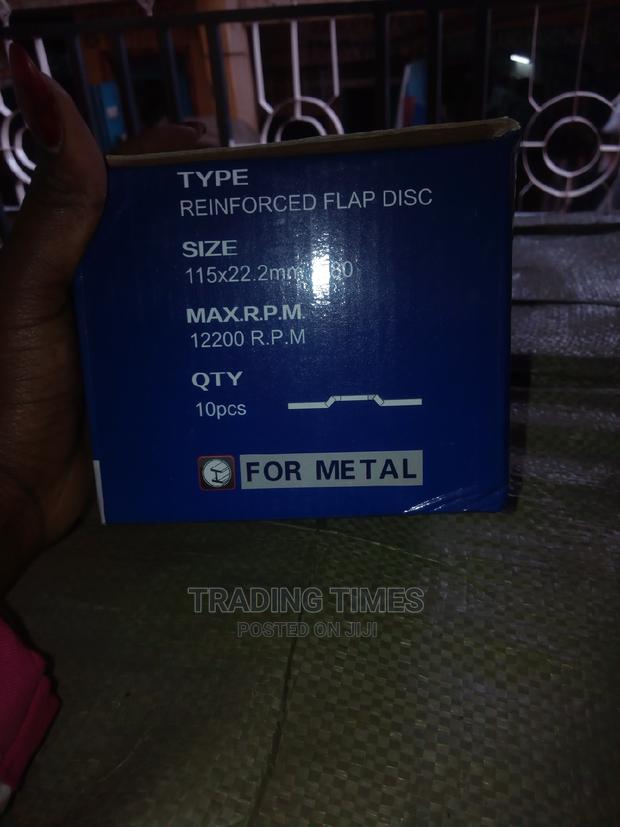 TYPE
REINFORCED FLAP DISC
SIZE
115x22.2mm
MAX.R.P.M.
12200 R.P.M
QTY
10pcs
FOR METAL
TRADING TIMES
POSTED ON JIJI